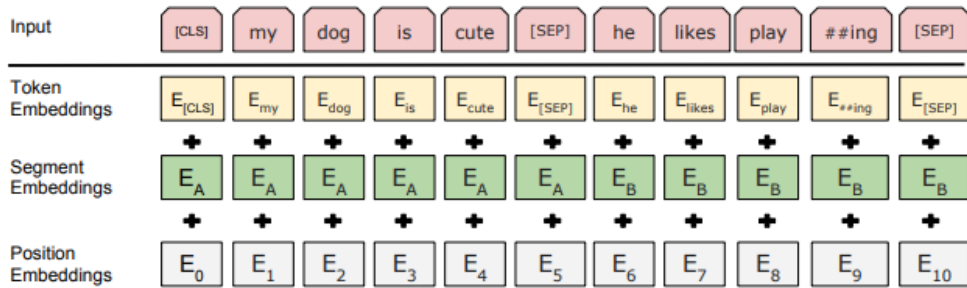 Input [CLS] my dog is cute [SEP] he likes play ##ing [SEP]
Token
Embeddings E[CLS] Emy Edog Eis Ecute E[SEP] Ehe Elikes Eplay E##ing E[SEP]
Segment
Embeddings EA EA EA EA EA EA EB EB EB EB EB
Position
Embeddings E0 E1 E2 E3 E4 E5 E6 E7 E8 E9 E10